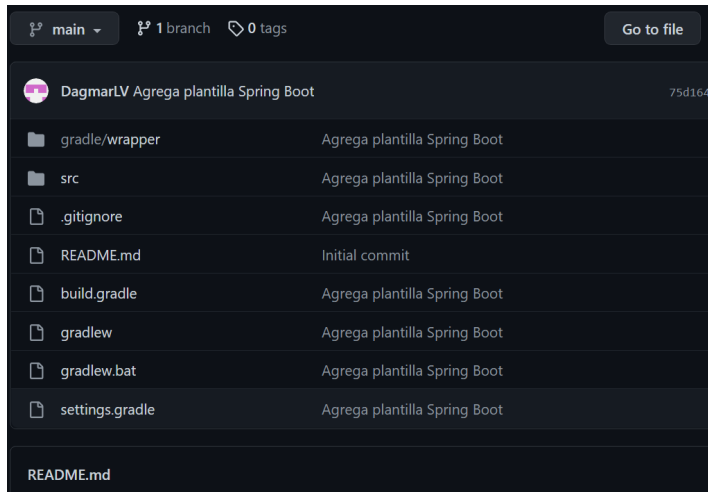 main 1 branch 0 tags Go to file
DagmarLV Agrega plantilla Spring Boot 75d164
gradle/wrapper Agrega plantilla Spring Boot
src Agrega plantilla Spring Boot
.gitignore Agrega plantilla Spring Boot
README.md Initial commit
build.gradle Agrega plantilla Spring Boot
gradlew Agrega plantilla Spring Boot
gradlew.bat Agrega plantilla Spring Boot
settings.gradle Agrega plantilla Spring Boot
README.md